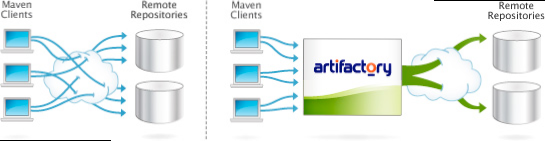 Maven
Clients
Remote
Repositories
Maven
Clients
artifactory
Remote
Repositories